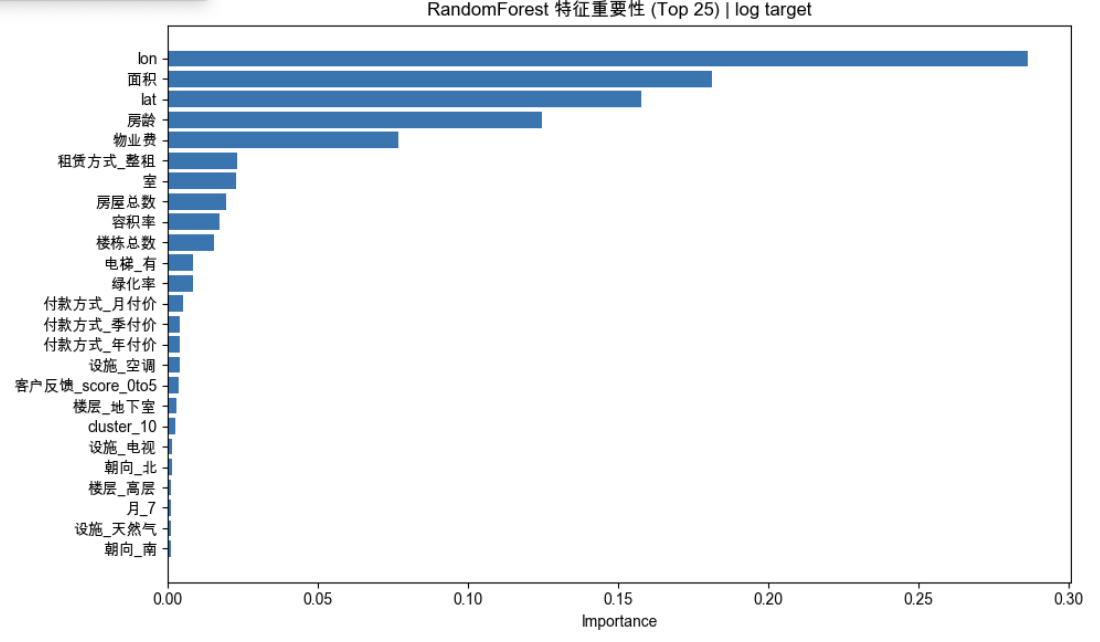 RandomForest 特征重要性 (Top 25) | log target
lon
面积
lat
房龄
物业费
租赁方式_整租
室
房屋总数
容积率
楼栋总数
电梯_有
绿化率
付款方式_月付价
付款方式_季付价
付款方式_年付价
设施_空调
客户反馈_score_0to5
楼层_地下室
cluster_10
设施_电视
朝向_北
楼层_高层
月_7
设施_天然气
朝向_南
0.00 0.05 0.10 0.15 0.20 0.25 0.30
Importance